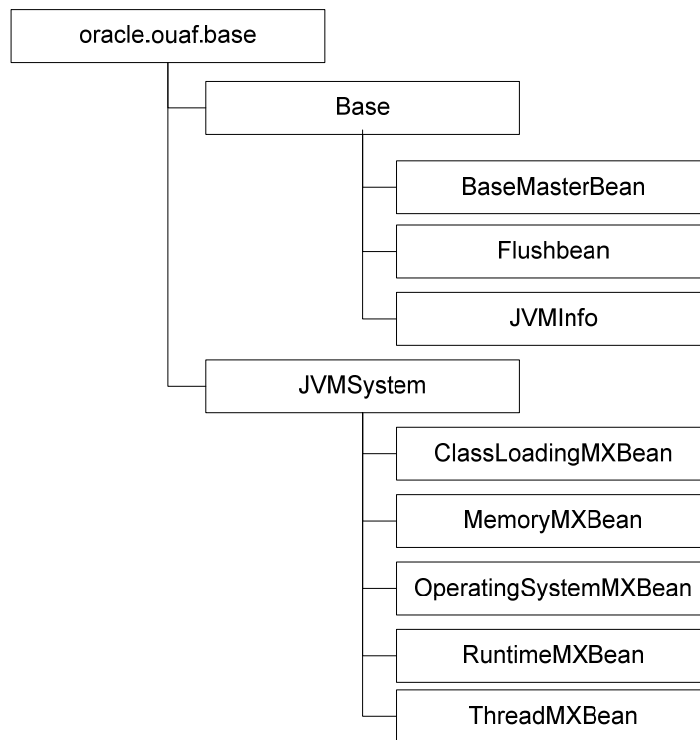 oracle.ouaf.base
Base
BaseMasterBean
Flushbean
JVMInfo
JVMSystem
ClassLoadingMXBean
MemoryMXBean
OperatingSystemMXBean
RuntimeMXBean
ThreadMXBean